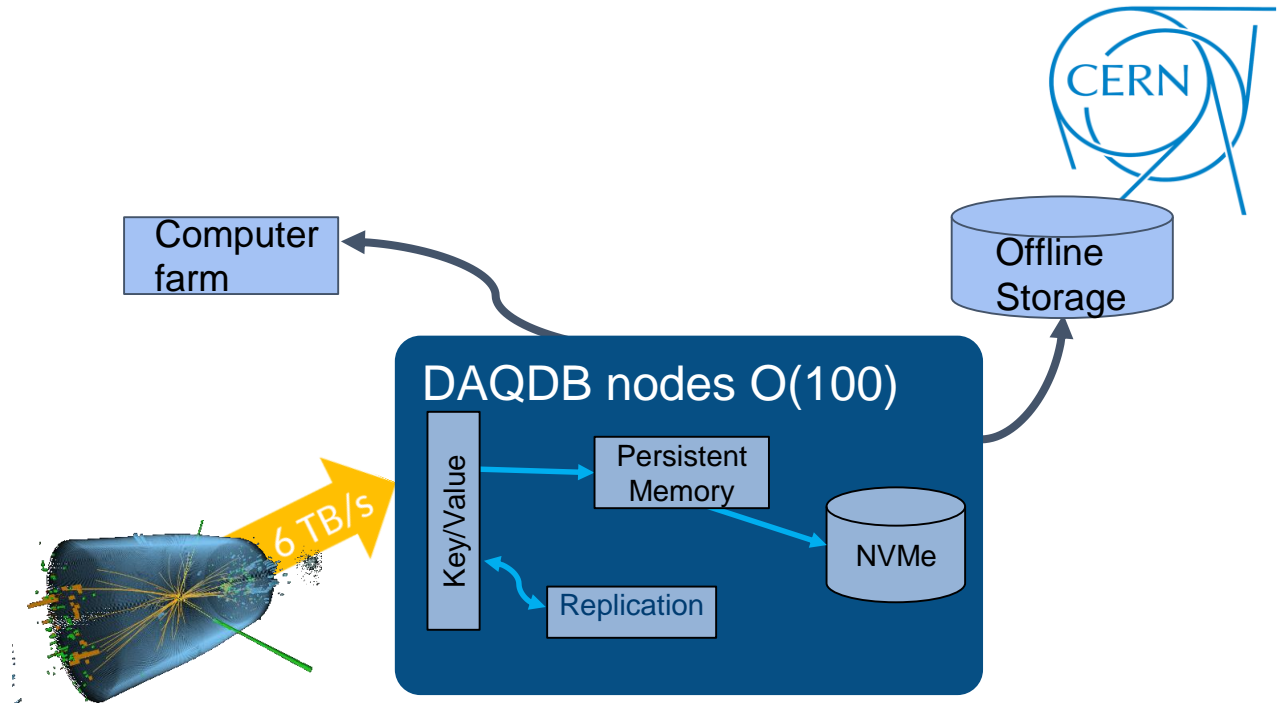 CERN
Computer
farm
Offline
Storage
DAQDB nodes O(100)
Key/Value
Persistent
Memory
NVMe
Replication
6 TB/s